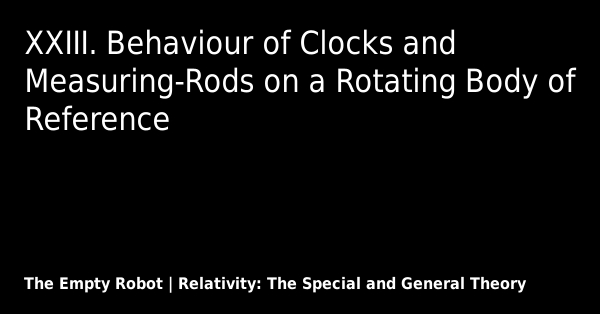 XXIII. Behaviour of Clocks and
Measuring-Rods on a Rotating Body of
Reference
The Empty Robot | Relativity: The Special and General Theory